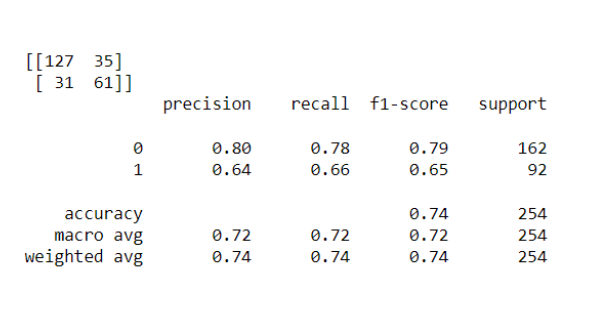 [[127  35]
 [ 31  61]]
              precision    recall  f1-score   support

           0       0.80      0.78      0.79       162
           1       0.64      0.66      0.65        92

    accuracy                           0.74       254
   macro avg       0.72      0.72      0.72       254
weighted avg       0.74      0.74      0.74       254